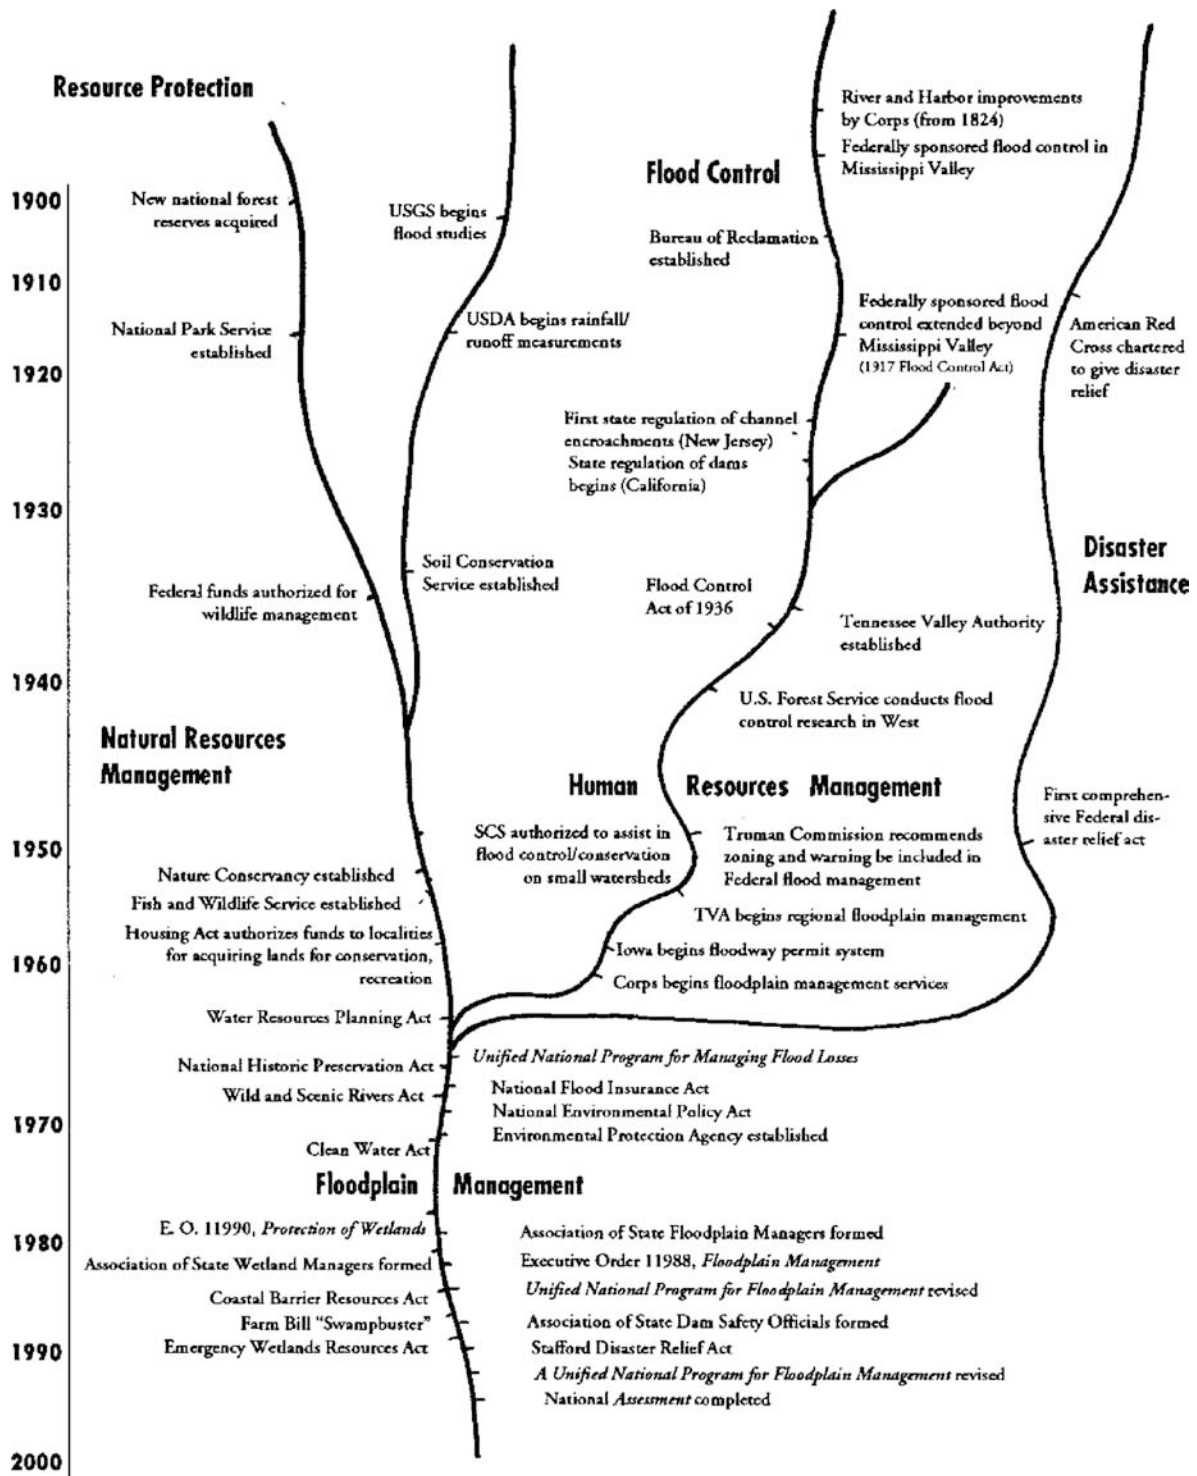 Resource Protection
River and Harbor improvements
by Corps (from 1824)
Federally sponsored flood control in
Mississippi Valley
Flood Control
1900
New national forest
reserves acquired
USGS begins
flood studies
Bureau of Reclamation
established
1910
Federally sponsored flood
control extended beyond
Mississippi Valley
(1917 Flood Control Act)
National Park Service
established
USDA begins rainfall/
runoff measurements
American Red
Cross chartered
to give disaster
relief
1920
First state regulation of channel
encroachments (New Jersey)
State regulation of dams
begins (California)
1930
Disaster
Assistance
Soil Conservation
Service established
Federal funds authorized for
wildlife management
Flood Control
Act of 1936
Tennessee Valley Authority
established
1940
U.S. Forest Service conducts flood
control research in West
Natural Resources
Management
Human Resources Management
First comprehen-
sive Federal dis-
aster relief act
SCS authorized to assist in
flood control/conservation
on small watersheds
Truman Commission recommends
zoning and warning be included in
Federal flood management
1950
Nature Conservancy established
Fish and Wildlife Service established
TVA begins regional floodplain management
Housing Act authorizes funds to localities
for acquiring lands for conservation,
recreation
Iowa begins floodway permit system
1960
Corps begins floodplain management services
Water Resources Planning Act
Unified National Program for Managing Flood Losses
National Historic Preservation Act
National Flood Insurance Act
Wild and Scenic Rivers Act
National Environmental Policy Act
1970
Environmental Protection Agency established
Clean Water Act
Floodplain Management
E. O. 11990, Protection of Wetlands
Association of State Floodplain Managers formed
1980
Association of State Wetland Managers formed
Executive Order 11988, Floodplain Management
Unified National Program for Floodplain Management revised
Coastal Barrier Resources Act
Farm Bill "Swampbuster"
Association of State Dam Safety Officials formed
Emergency Wetlands Resources Act
Stafford Disaster Relief Act
1990
A Unified National Program for Floodplain Management revised
National Assessment completed
2000